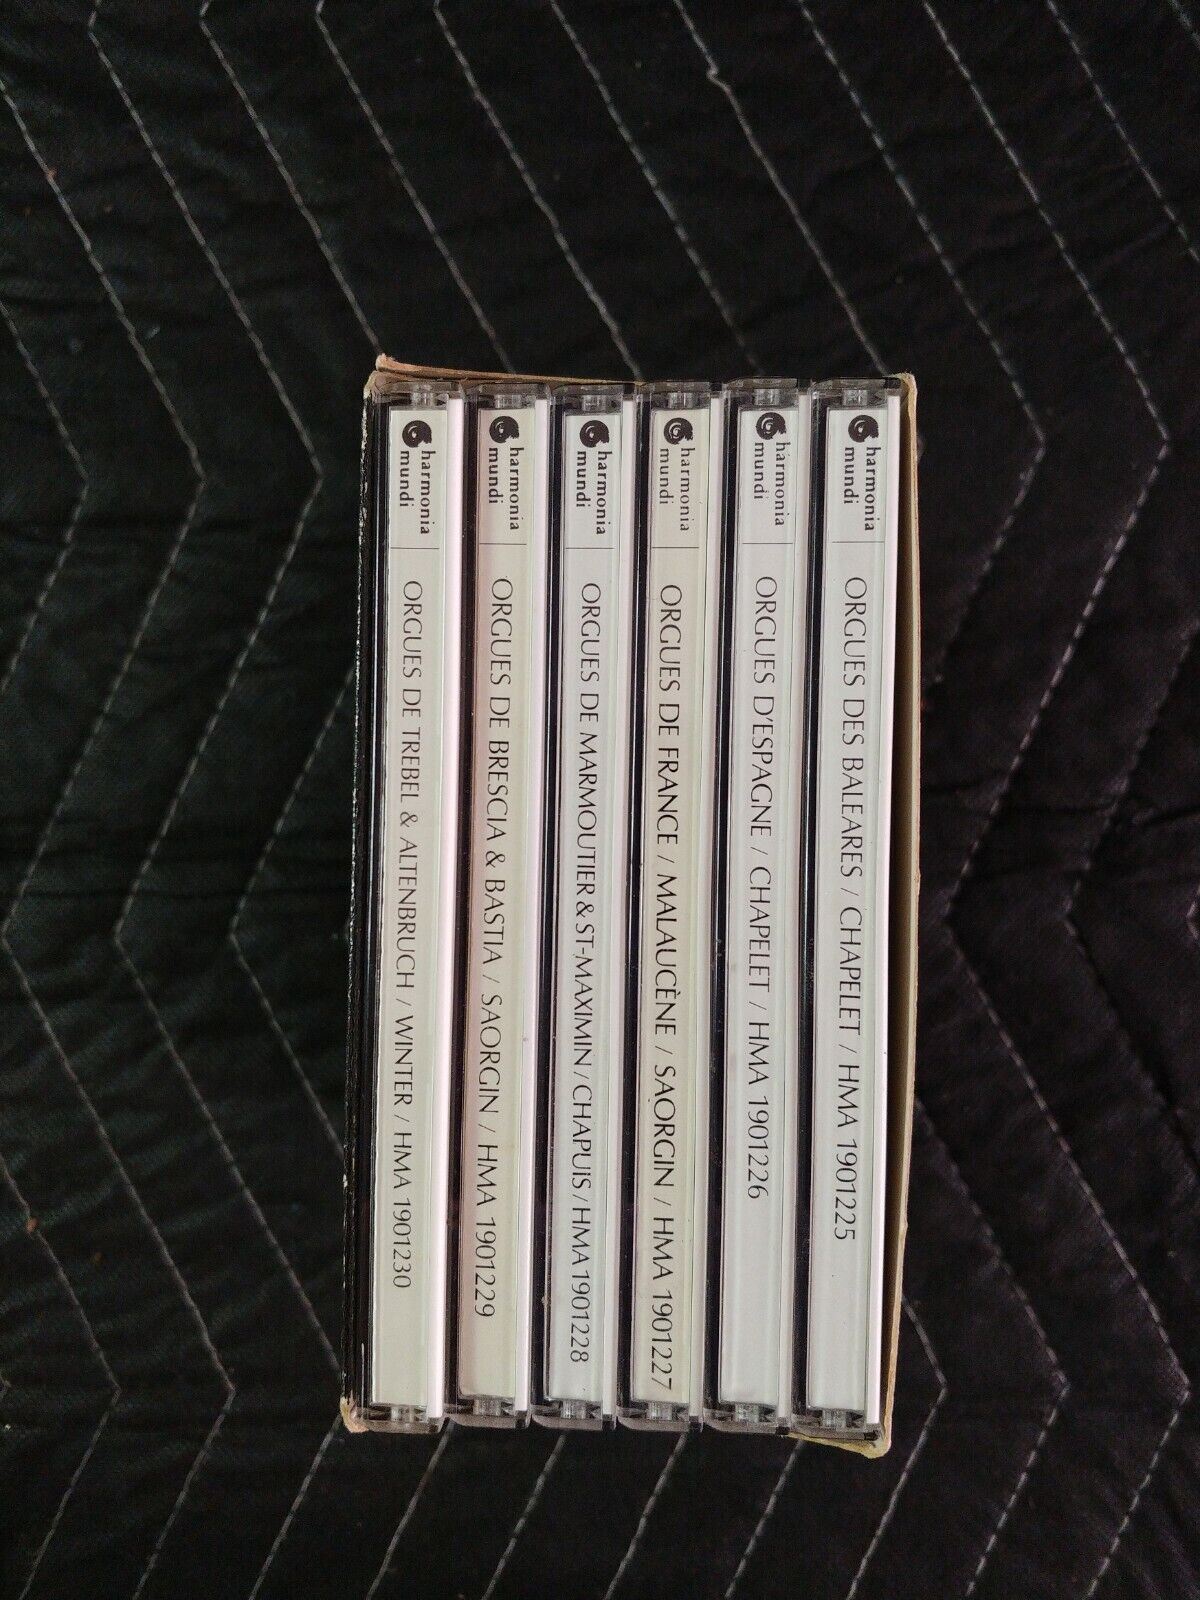 harmonia
mundi
ORGUES DE TREBEL & ALTENBRUCH / WINTER / HMA 1901230
harmonia
mundi
ORGUES DE BRESCIA & BASTIA / SAORGIN / HMA 1901229
harmonia
mundi
ORGUES DE MARMOUTIER & ST-MAXIMIN / CHAPUiS / HMA 1901228
harmonia
mundi
ORGUES DE FRANCE / MALAUCÈNE / SAORGIN / HMA 1901227
harmonia
mundi
ORGUES D'ESPAGNE / CHAPELET / HMA 1901226
harmonia
mundi
ORGUES DES BALEARES / CHAPELET / HMA 1901225